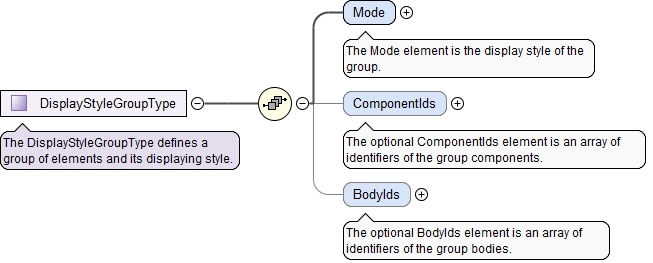 Mode
The Mode element is the display style of the
group.
DisplayStyleGroupType
The DisplayStyleGroupType defines a
group of elements and its displaying style.
ComponentIds
The optional ComponentIds element is an array of
identifiers of the group components.
BodyIds
The optional BodyIds element is an array of
identifiers of the group bodies.